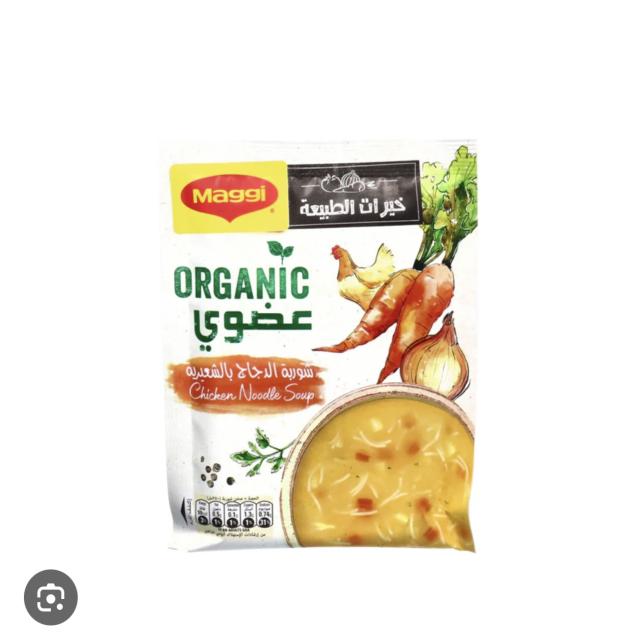 Maggi
خيرات الطبيعة
ORGANIC
عضوي
شوربة الدجاج بالشعيرية
Chicken Noodle Soup